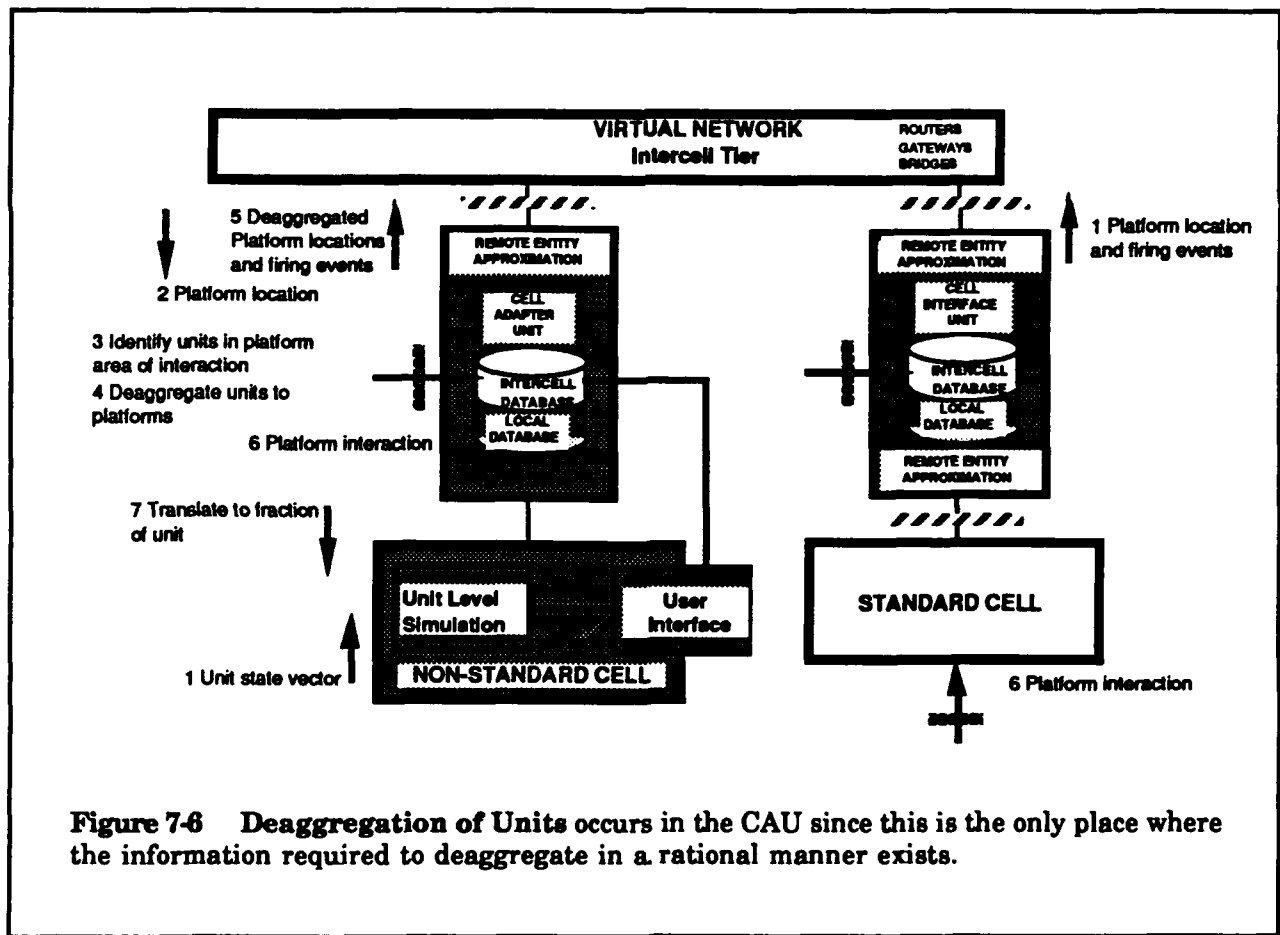 VIRTUAL NETWORK
Intercell Tier
ROUTERS
GATEWAYS
BRIDGES
5 Deaggregated
Platform locations
and firing events
2 Platform location
REMOTE ENTITY
APPROXIMATION
CELL
ADAPTER
UNIT
INTERCELL
DATABASE
LOCAL
DATABASE
3 Identify units in platform
area of interaction
4 Deaggregate units to
platforms
6 Platform interaction
7 Translate to fraction
of unit
Unit Level
Simulation
User
Interface
NON-STANDARD CELL
1 Unit state vector
1 Platform location
and firing events
REMOTE ENTITY
APPROXIMATION
CELL
INTERFACE
UNIT
INTERCELL
DATABASE
LOCAL
DATABASE
REMOTE ENTITY
APPROXIMATION
STANDARD CELL
6 Platform interaction
Figure 7-6 Deaggregation of Units occurs in the CAU since this is the only place where
the information required to deaggregate in a rational manner exists.